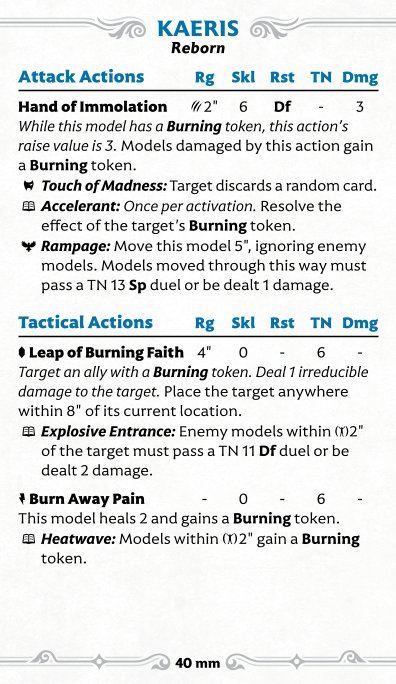 KAERIS
Reborn
Attack Actions Rg Skl Rst TN Dmg
Hand of Immolation 2" 6 Df - 3
While this model has a Burning token, this action's
raise value is 3. Models damaged by this action gain
a Burning token.
Touch of Madness: Target discards a random card.
Accelerant: Once per activation. Resolve the
effect of the target's Burning token.
Rampage: Move this model 5", ignoring enemy
models. Models moved through this way must
pass a TN 13 Sp duel or be dealt 1 damage.
Tactical Actions Rg Skl Rst TN Dmg
Leap of Burning Faith 4" 0 - 6 -
Target an ally with a Burning token. Deal 1 irreducible
damage to the target. Place the target anywhere
within 8" of its current location.
Explosive Entrance: Enemy models within 2"
of the target must pass a TN 11 Df duel or be
dealt 2 damage.
Burn Away Pain - 0 - 6 -
This model heals 2 and gains a Burning token.
Heatwave: Models within 2" gain a Burning
token.
40 mm